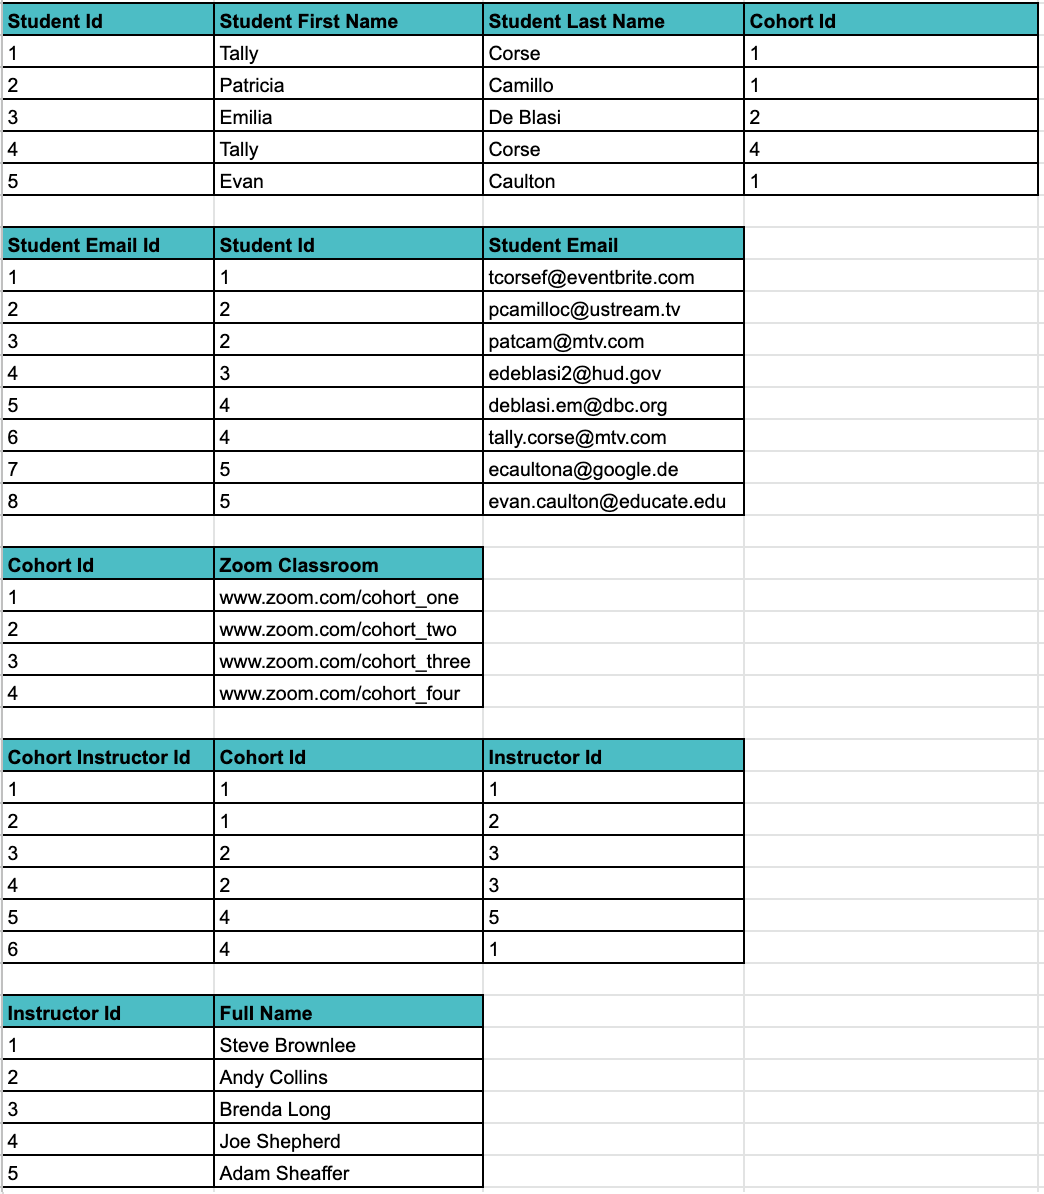 Student Id Student First Name Student Last Name Cohort Id
1 Tally Corse 1
2 Patricia Camillo 1
3 Emilia De Blasi 2
4 Tally Corse 4
5 Evan Caulton 1
Student Email Id Student Id Student Email
1 1 tcorsef@eventbrite.com
2 2 pcamilloc@ustream.tv
3 2 patcam@mtv.com
4 3 edeblasi2@hud.gov
5 4 deblasi.em@dbc.org
6 4 tally.corse@mtv.com
7 5 ecaultona@google.de
8 5 evan.caulton@educate.edu
Cohort Id Zoom Classroom
1 www.zoom.com/cohort_one
2 www.zoom.com/cohort_two
3 www.zoom.com/cohort_three
4 www.zoom.com/cohort_four
Cohort Instructor Id Cohort Id Instructor Id
1 1 1
2 1 2
3 2 3
4 2 3
5 4 5
6 4 1
Instructor Id Full Name
1 Steve Brownlee
2 Andy Collins
3 Brenda Long
4 Joe Shepherd
5 Adam Sheaffer